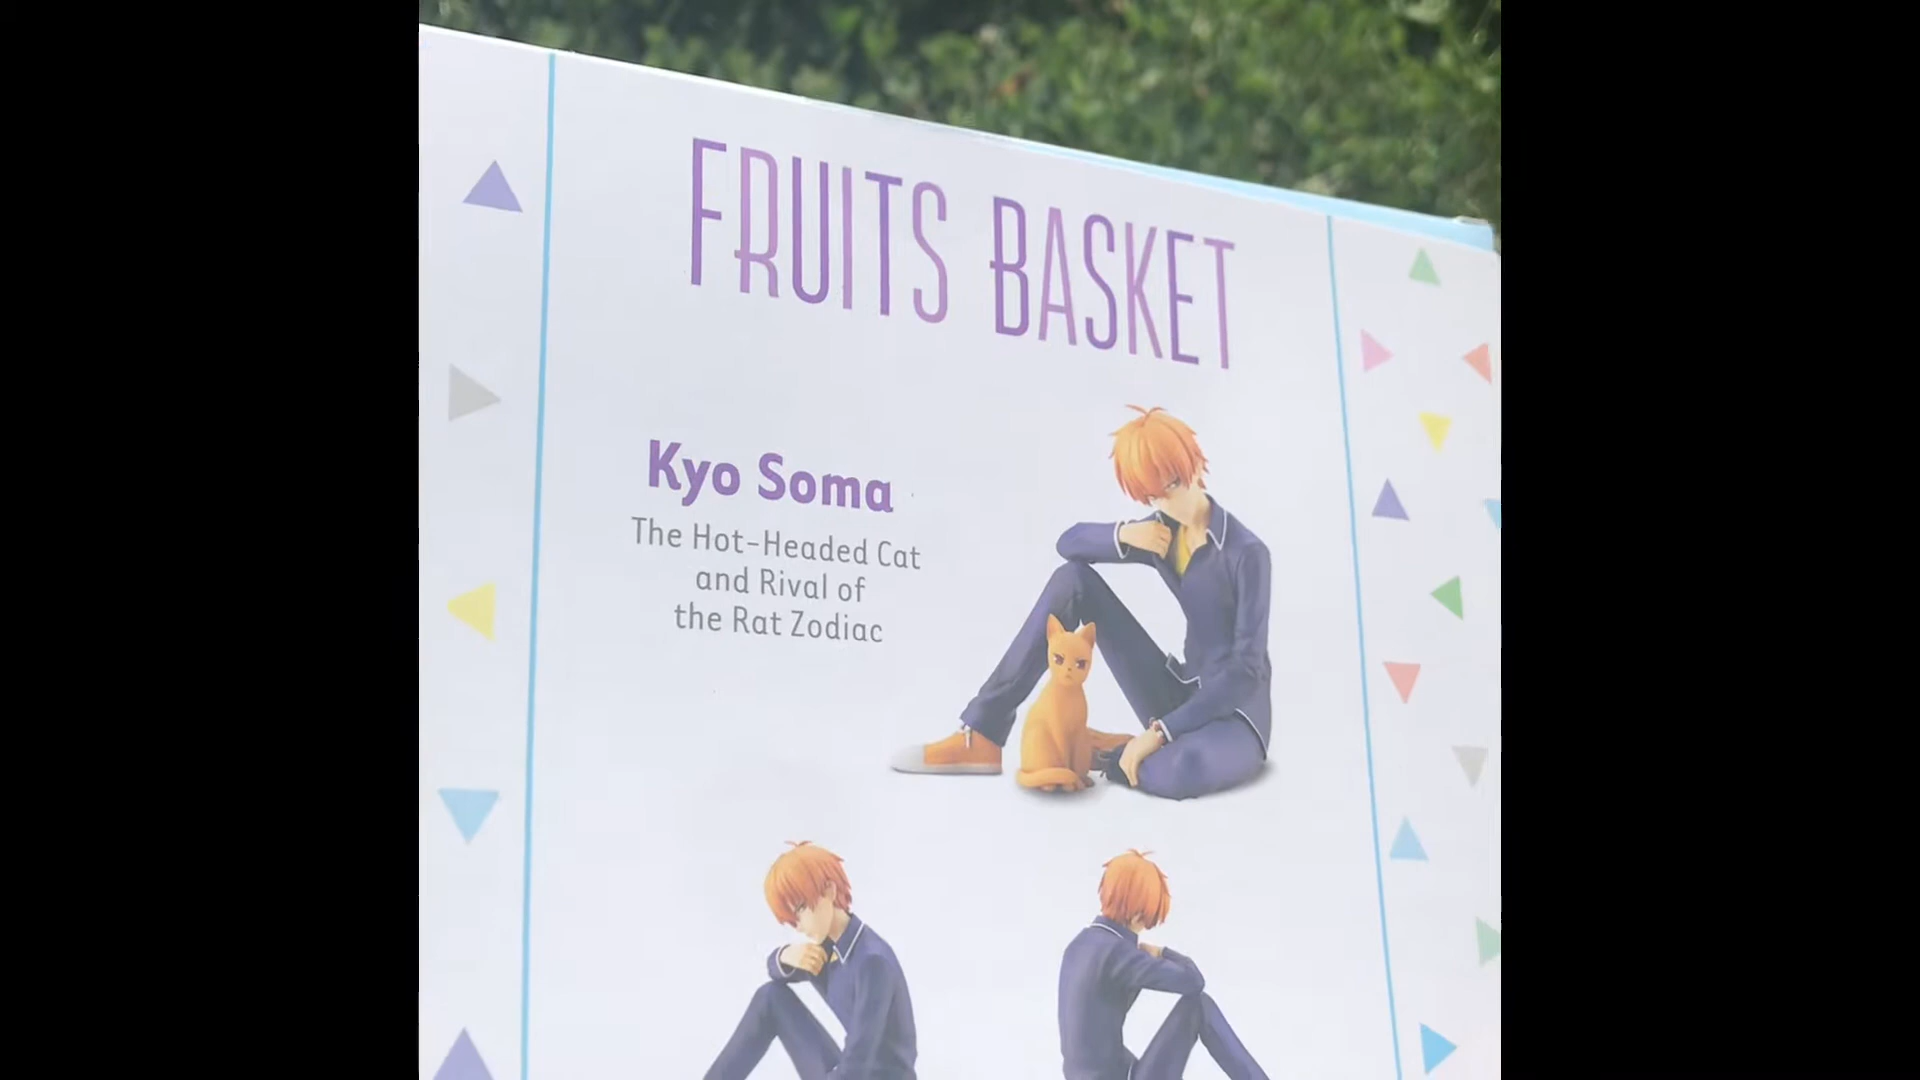 FRUITS BASKET
Kyo Soma
The Hot-Headed Cat
and Rival of
the Rat Zodiac